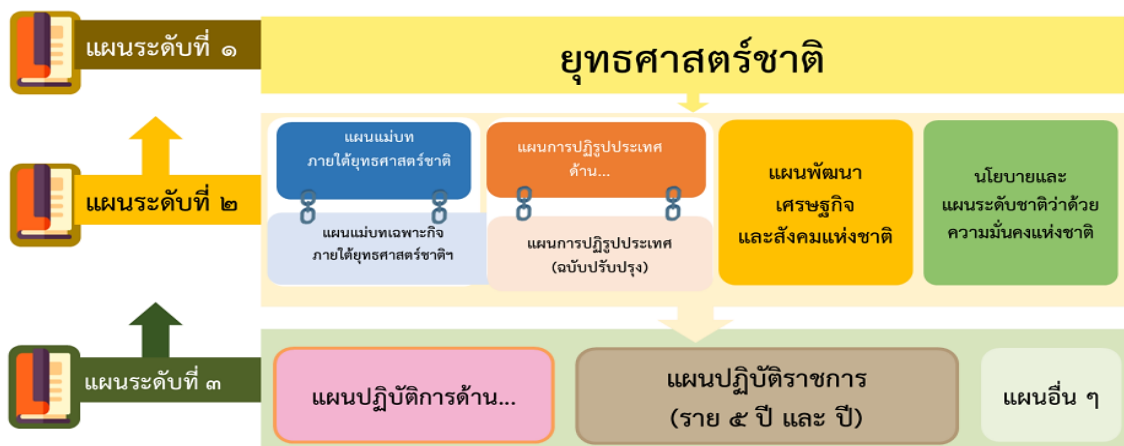 แผนระดับที่ ๑
ยุทธศาสตร์ชาติ
แผนระดับที่ ๒
แผนแม่บท
ภายใต้ยุทธศาสตร์ชาติ
แผนแม่บทเฉพาะกิจ
ภายใต้ยุทธศาสตร์ชาติฯ
แผนการปฏิรูปประเทศ
ด้าน...
แผนการปฏิรูปประเทศ
(ฉบับปรับปรุง)
แผนพัฒนา
เศรษฐกิจ
และสังคมแห่งชาติ
นโยบายและ
แผนระดับชาติว่าด้วย
ความมั่นคงแห่งชาติ
แผนระดับที่ ๓
แผนปฏิบัติการด้าน...
แผนปฏิบัติราชการ
(ราย ๕ ปี และ ปี)
แผนอื่น ๆ